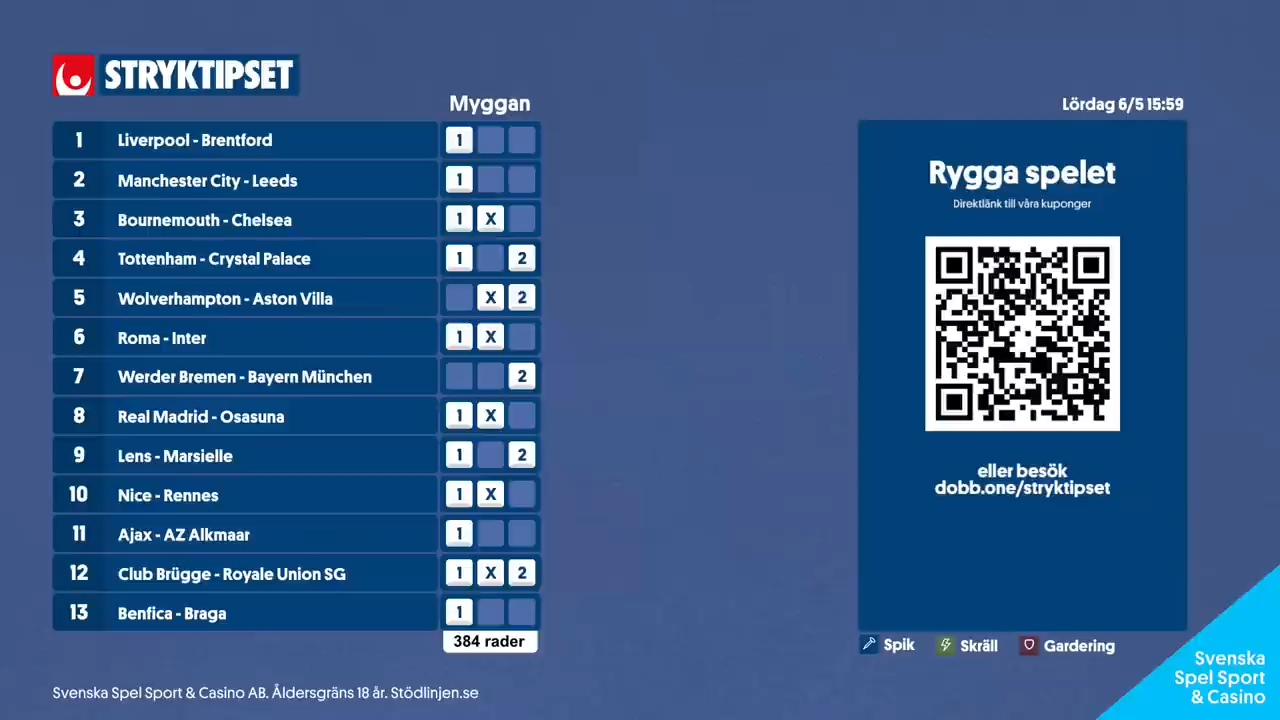 STRYKTIPSET
Myggan
Lördag 6/5 15:59
1 Liverpool - Brentford 1
2 Manchester City - Leeds 1
3 Bournemouth - Chelsea 1 X
4 Tottenham - Crystal Palace 1 2
5 Wolverhampton - Aston Villa X 2
6 Roma - Inter 1 X
7 Werder Bremen - Bayern München 2
8 Real Madrid - Osasuna 1 X
9 Lens - Marsielle 1 2
10 Nice - Rennes 1 X
11 Ajax - AZ Alkmaar 1
12 Club Brügge - Royale Union SG 1 X 2
13 Benfica - Braga 1
384 rader
Rygga spelet
Direktlänk till våra kuponger
eller besök
dobb.one/stryktipset
Spik Skräll Gardering
Svenska Spel Sport & Casino AB. Åldersgräns 18 år. Stödlinjen.se
Svenska
Spel Sport
& Casino